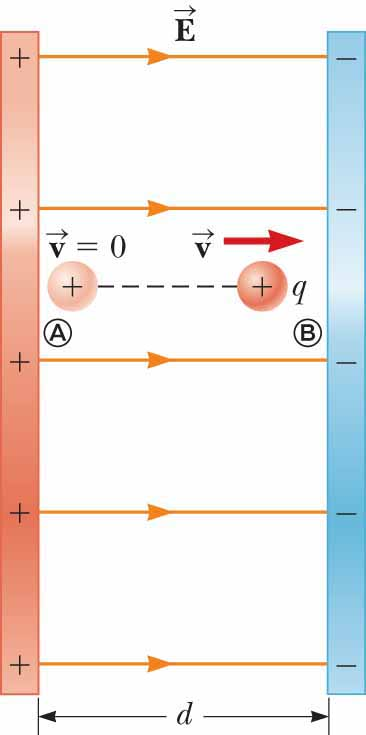 E⃗
+ −
+ −
v⃗ = 0 v⃗
+ + q
A B
+ −
+ −
+ −
d